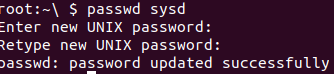 root:~\ $ passwd sysd
Enter new UNIX password:
Retype new UNIX password:
passwd: password updated successfully